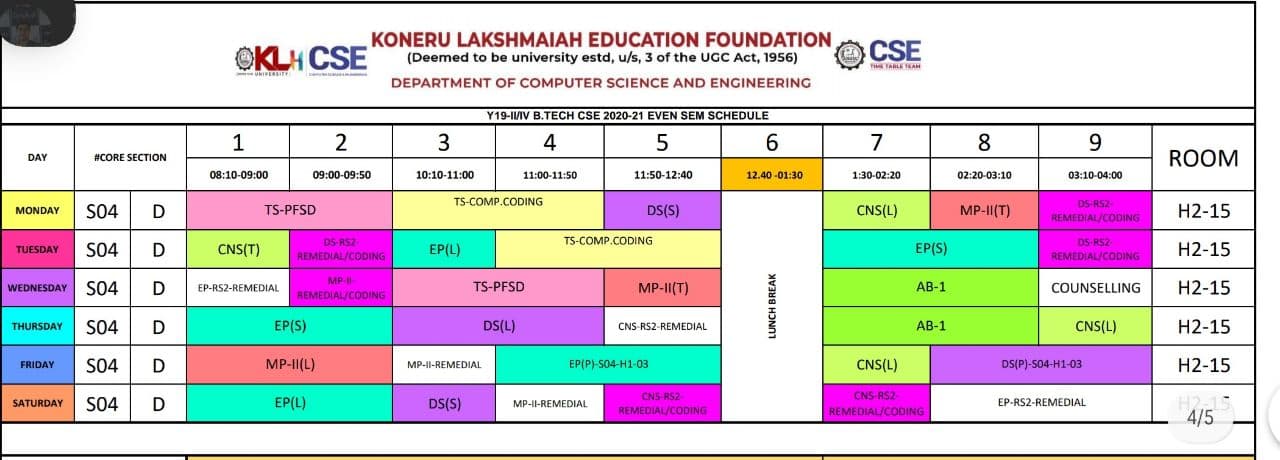 KLH CSE
UNIVERSITY
KONERU LAKSHMAIAH EDUCATION FOUNDATION
(Deemed to be university estd, u/s, 3 of the UGC Act, 1956)
DEPARTMENT OF COMPUTER SCIENCE AND ENGINEERING
CSE
TIME TABLE TEAM
Y19-II/IV B.TECH CSE 2020-21 EVEN SEM SCHEDULE
DAY #CORE SECTION 1 2 3 4 5 6 7 8 9 ROOM
08:10-09:00 09:00-09:50 10:10-11:00 11:00-11:50 11:50-12:40 12.40 -01:30 1:30-02:20 02:20-03:10 03:10-04:00
MONDAY S04 D TS-PFSD TS-COMP.CODING DS(S) CNS(L) MP-II(T) DS-RS2-
REMEDIAL/CODING H2-15
TUESDAY S04 D CNS(T) DS-RS2-
REMEDIAL/CODING EP(L) TS-COMP.CODING EP(S) DS-RS2-
REMEDIAL/CODING H2-15
WEDNESDAY S04 D EP-RS2-REMEDIAL MP-II-
REMEDIAL/CODING TS-PFSD MP-II(T) AB-1 COUNSELLING H2-15
LUNCH BREAK
THURSDAY S04 D EP(S) DS(L) CNS-RS2-REMEDIAL AB-1 CNS(L) H2-15
FRIDAY S04 D MP-II(L) MP-II-REMEDIAL EP(P)-S04-H1-03 CNS(L) DS(P)-S04-H1-03 H2-15
SATURDAY S04 D EP(L) DS(S) MP-II-REMEDIAL CNS-RS2-
REMEDIAL/CODING CNS-RS2-
REMEDIAL/CODING EP-RS2-REMEDIAL H2-15
4/5